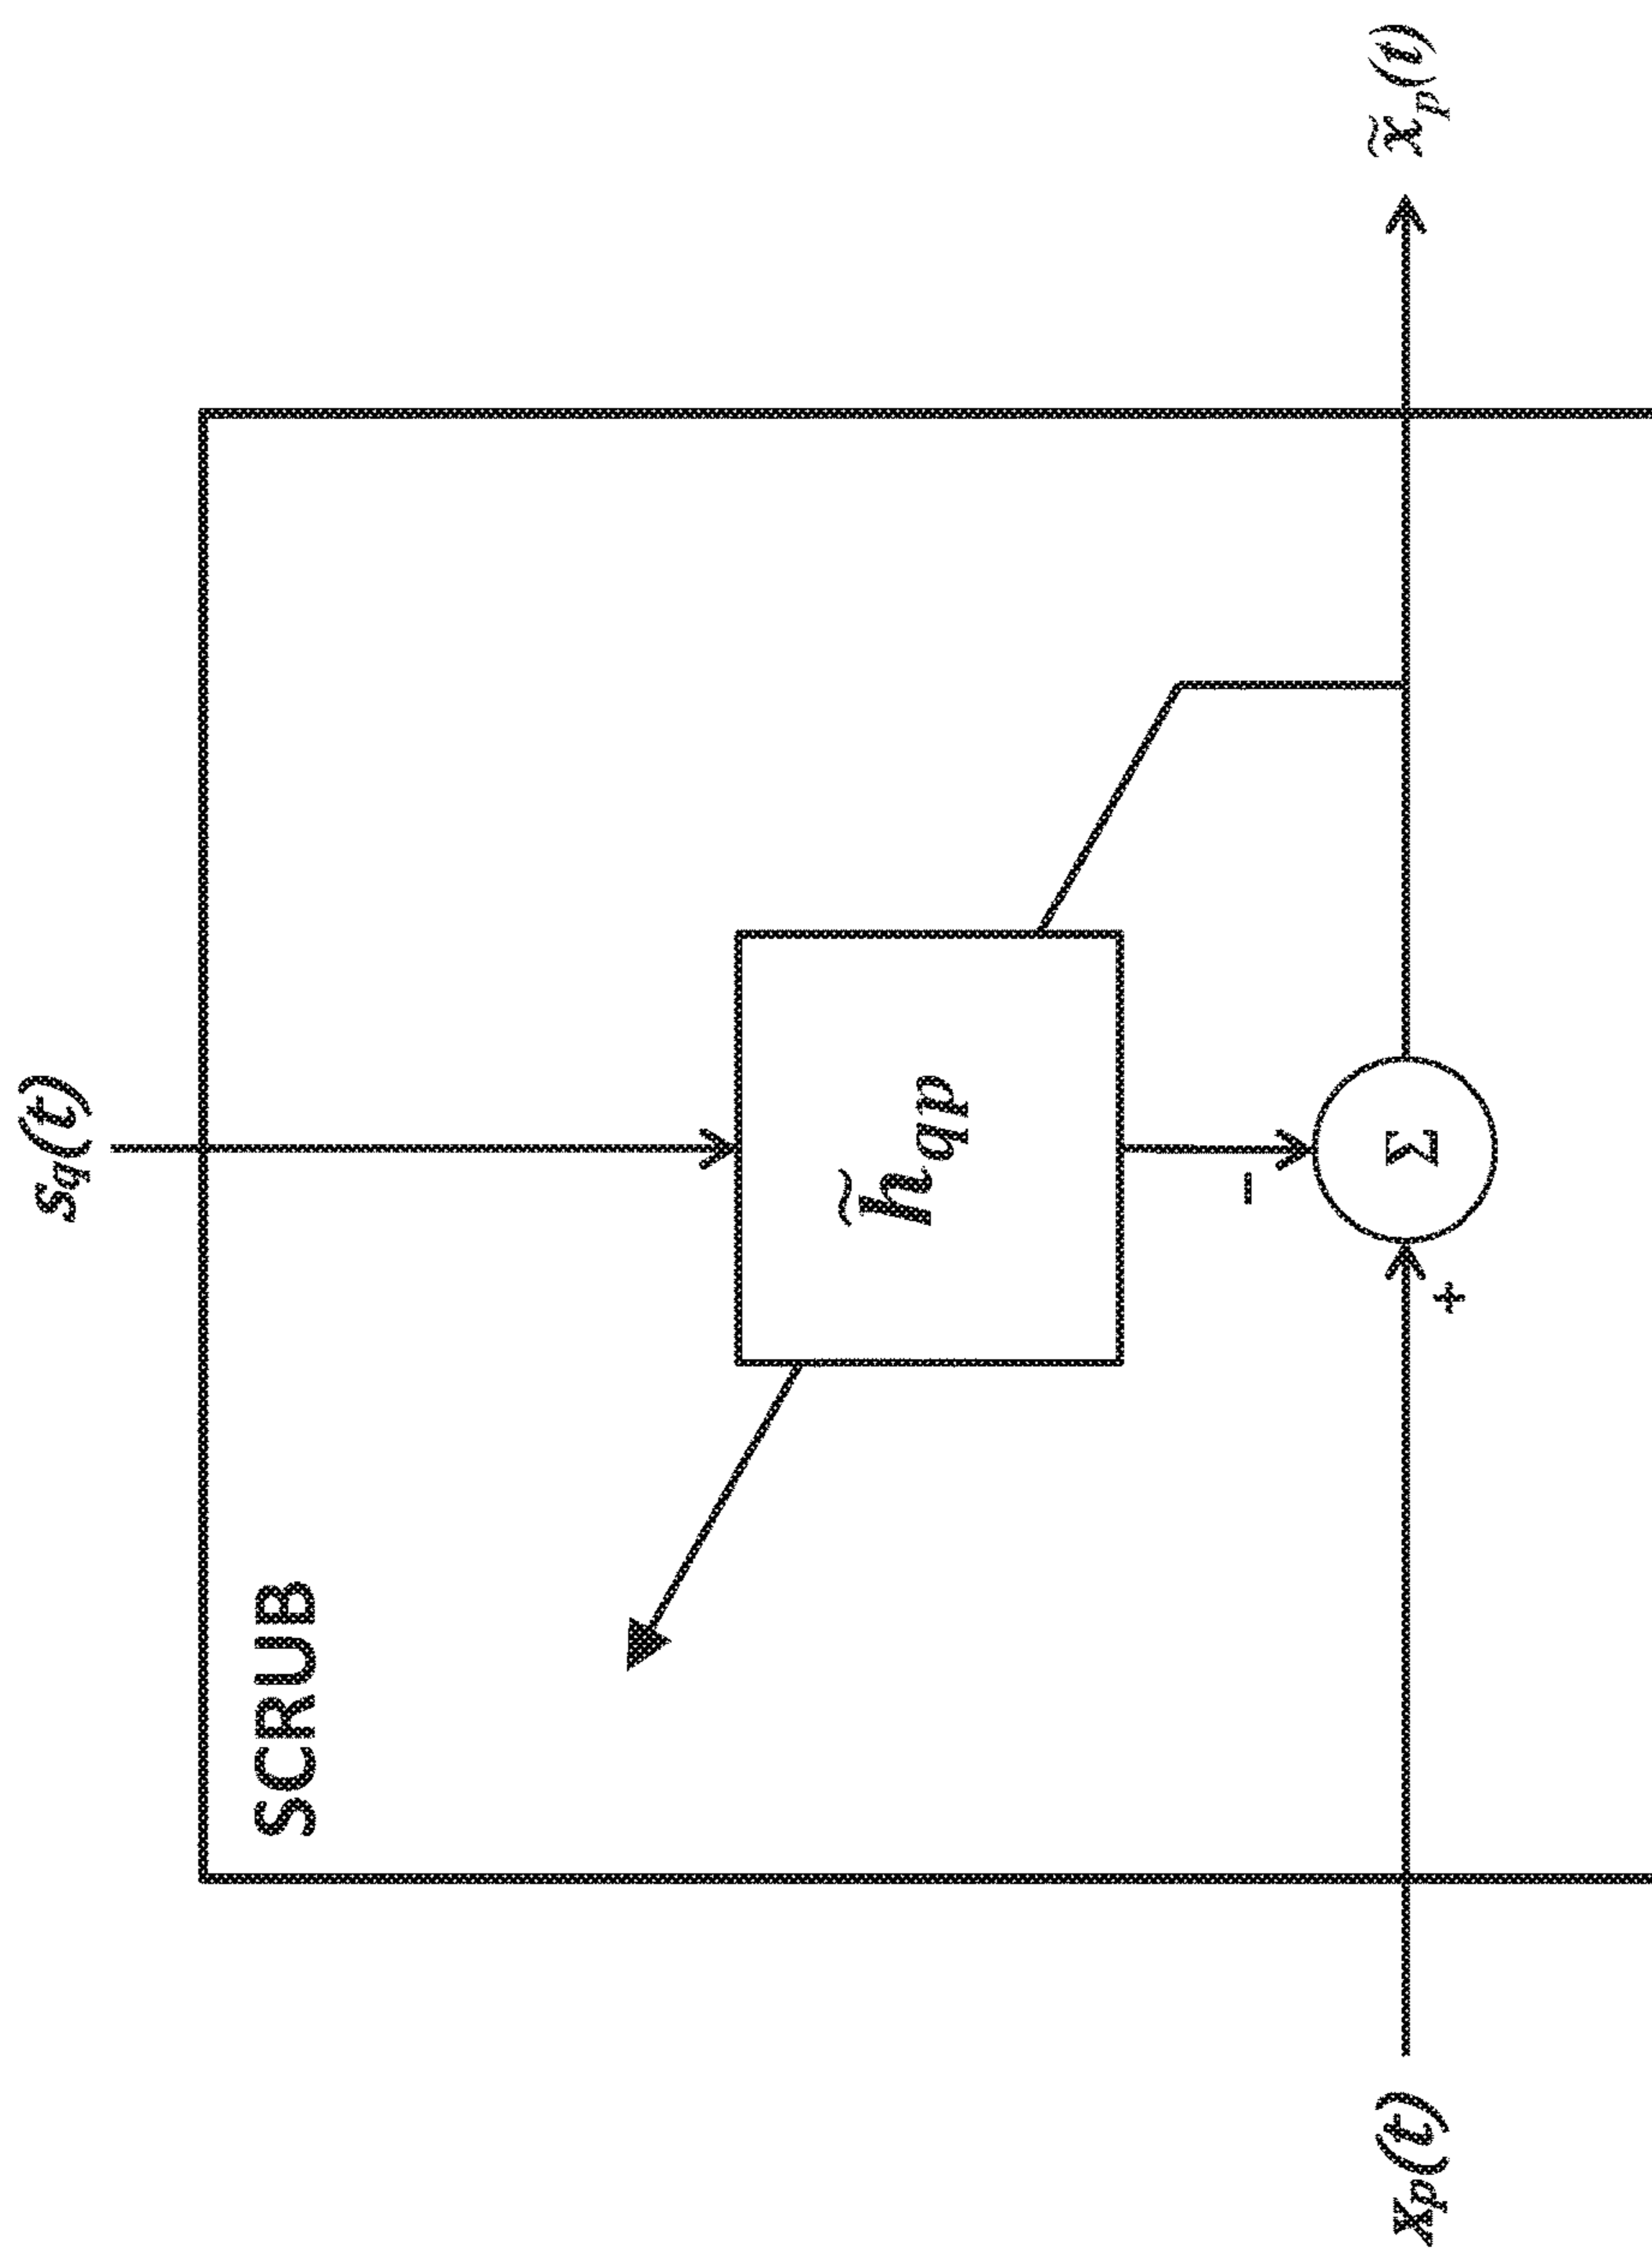 s_q(t)
SCRUB
h̃_qp
−
Σ
+
x_p(t)
x̃_p(t)